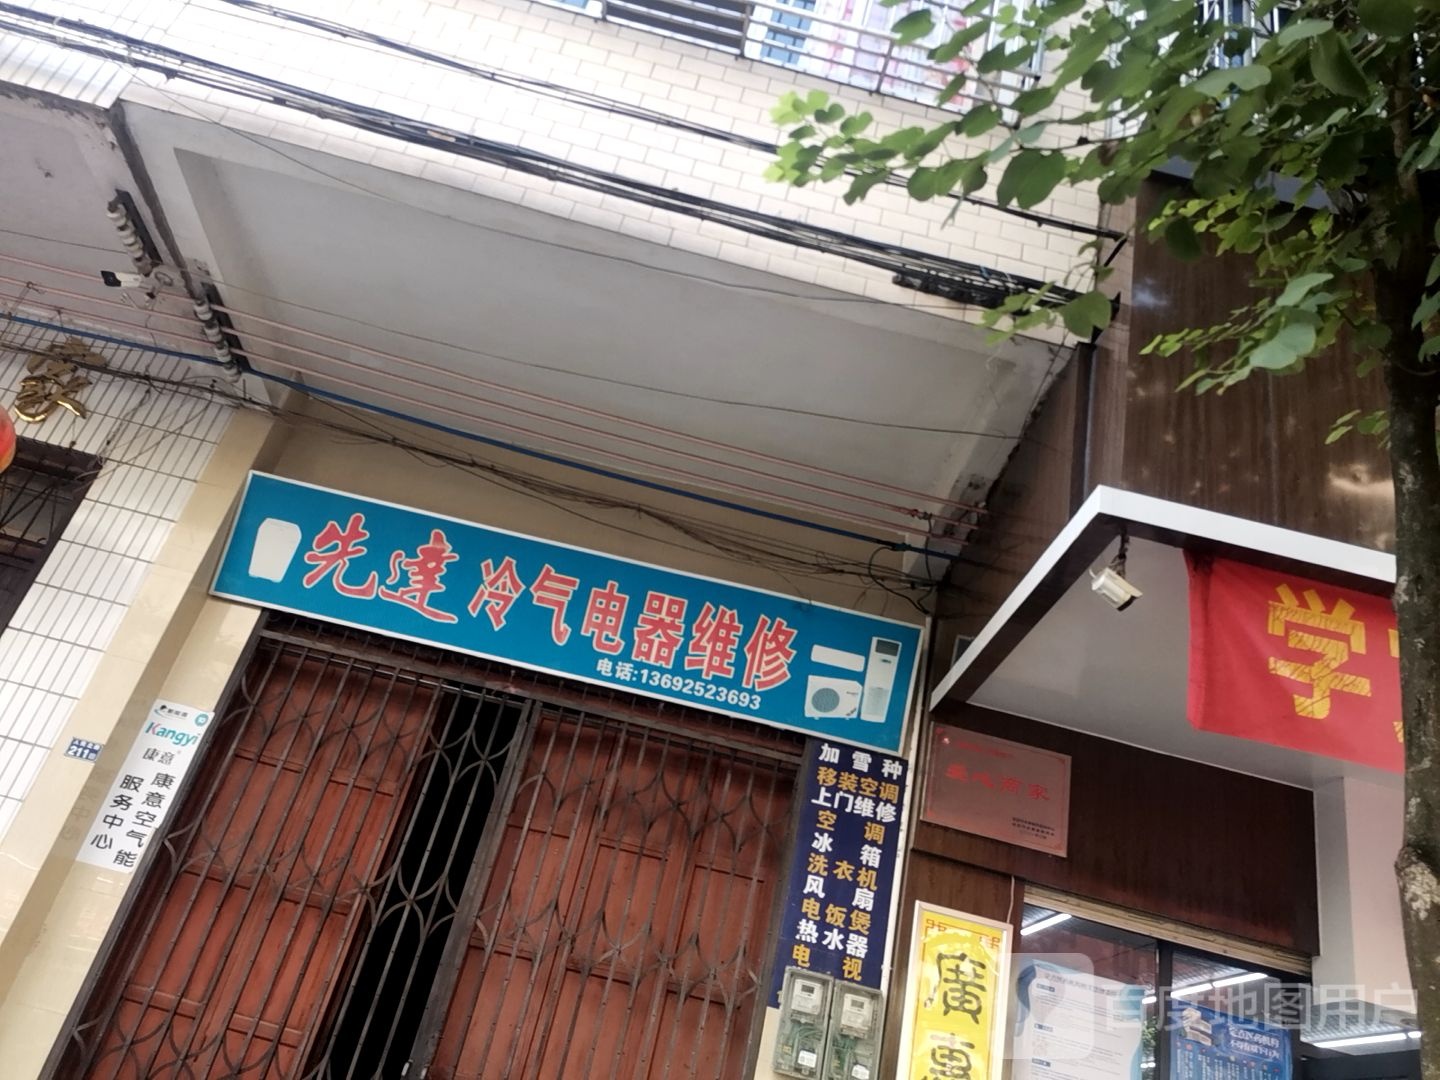 先達冷气电器维修
电话:13692523693
Kangyi
康意
康意空气能
服务中心
211
加雪种
移装空调
上门维修
空调
冰箱
洗衣机
风扇
电饭煲
热水器
电视
学
廣
惠
百度地图用户